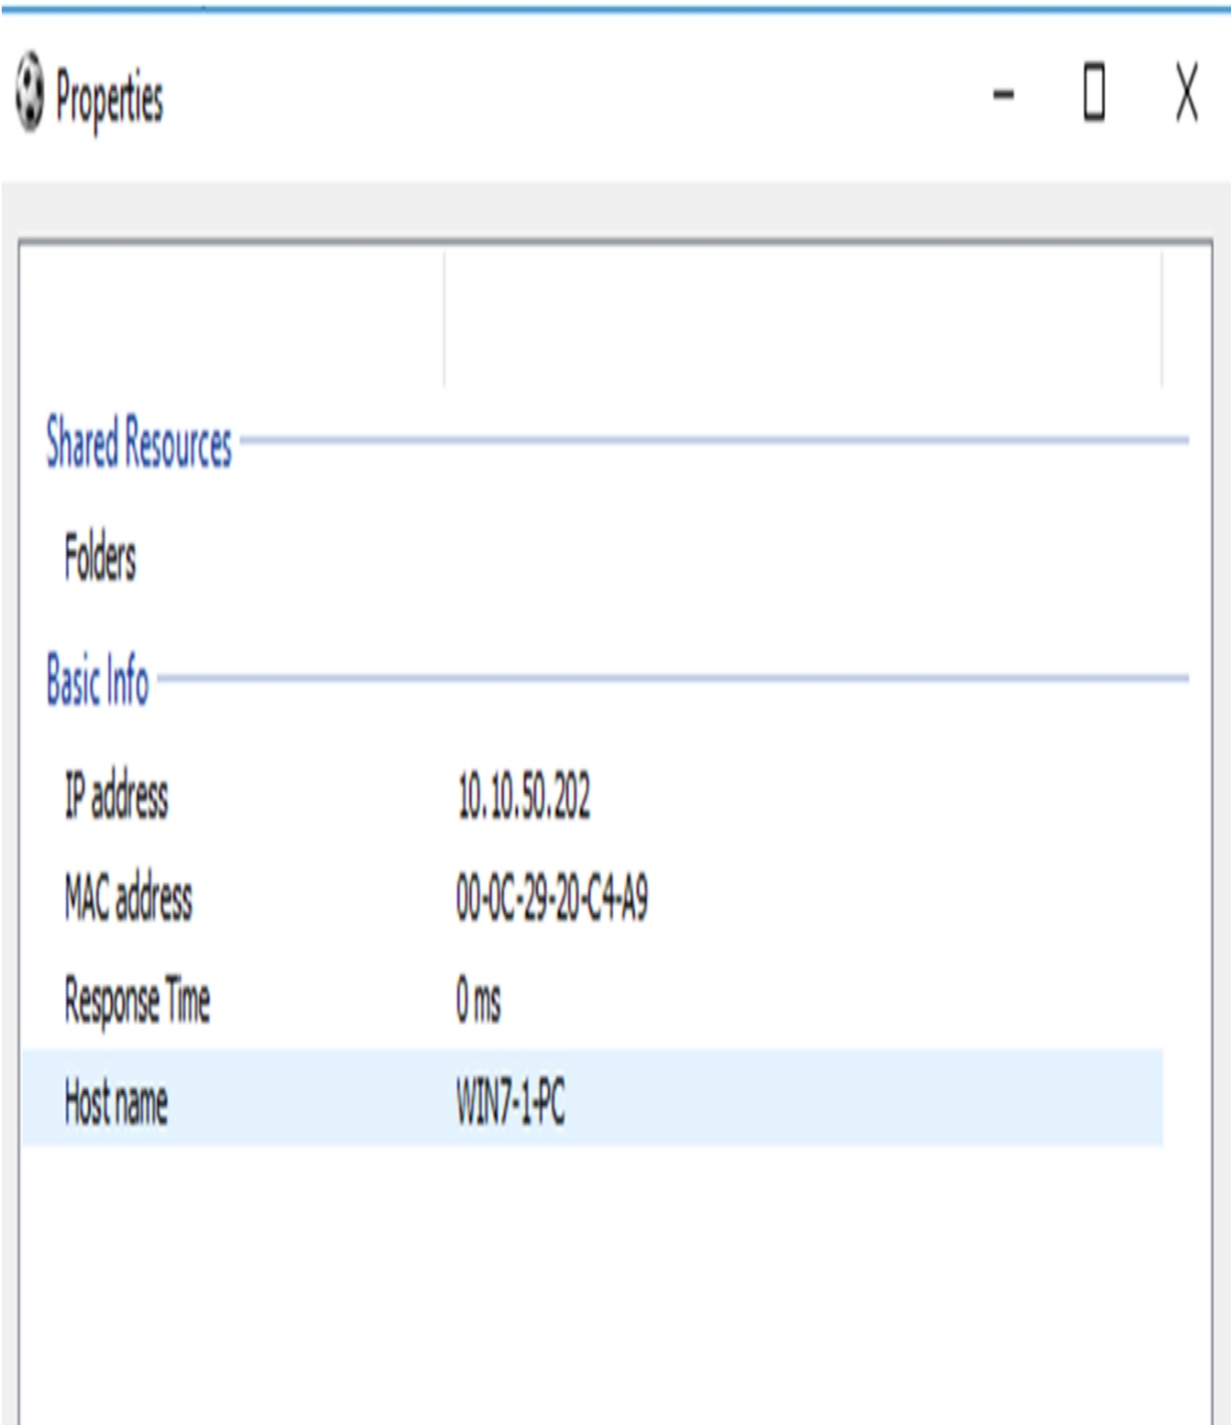 Properties
Shared Resources
Folders
Basic Info
IP address 10.10.50.202
MAC address 00-0C-29-20-C4-A9
Response Time 0 ms
Host name WIN7-1-PC